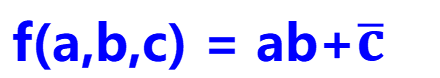 f(a,b,c) = ab+c̅